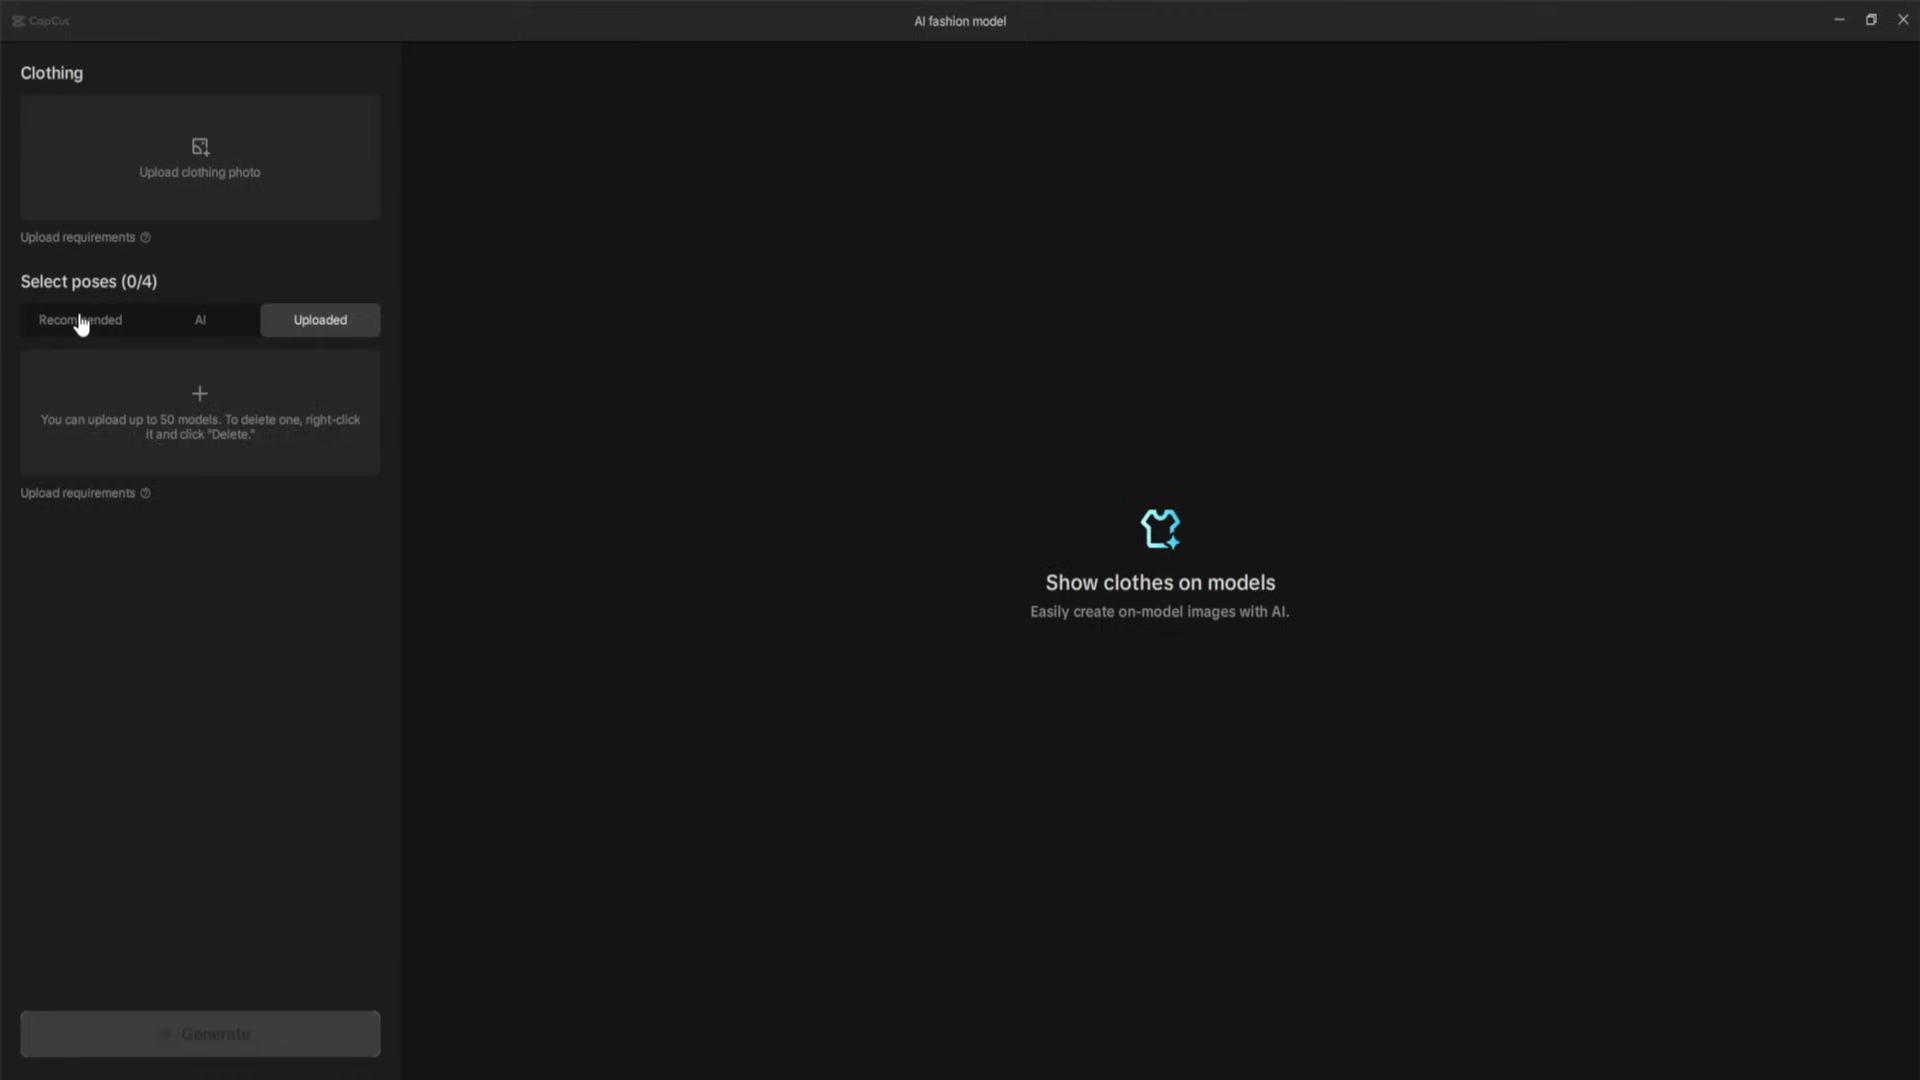 CapCut
AI fashion model
Clothing
Upload clothing photo
Upload requirements
Select poses (0/4)
Recommended AI Uploaded
You can upload up to 50 models. To delete one, right-click
it and click "Delete."
Upload requirements
Generate
Show clothes on models
Easily create on-model images with AI.